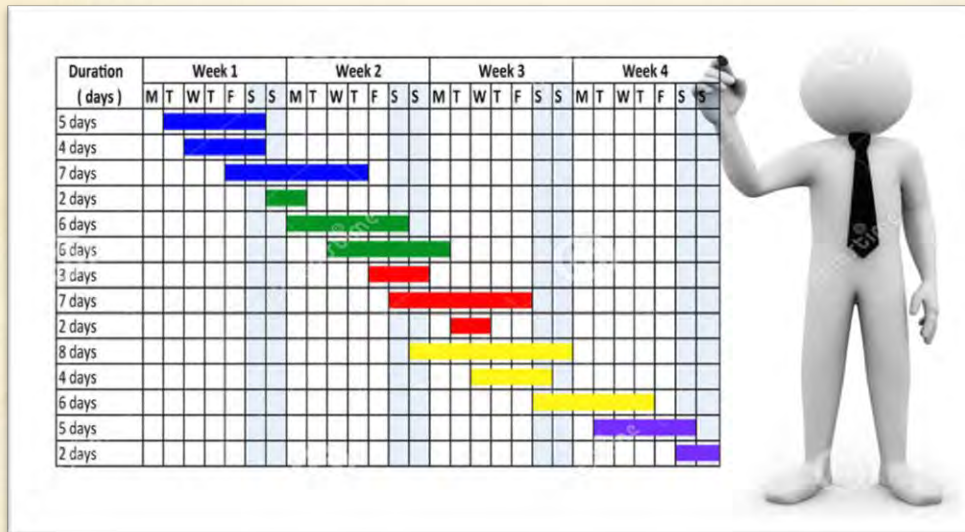 Duration Week 1 Week 2 Week 3 Week 4
( days ) M T W T F S S M T W T F S S M T W T F S S M T W T F S S
5 days
4 days
7 days
2 days
6 days
6 days
3 days
7 days
2 days
8 days
4 days
6 days
5 days
2 days